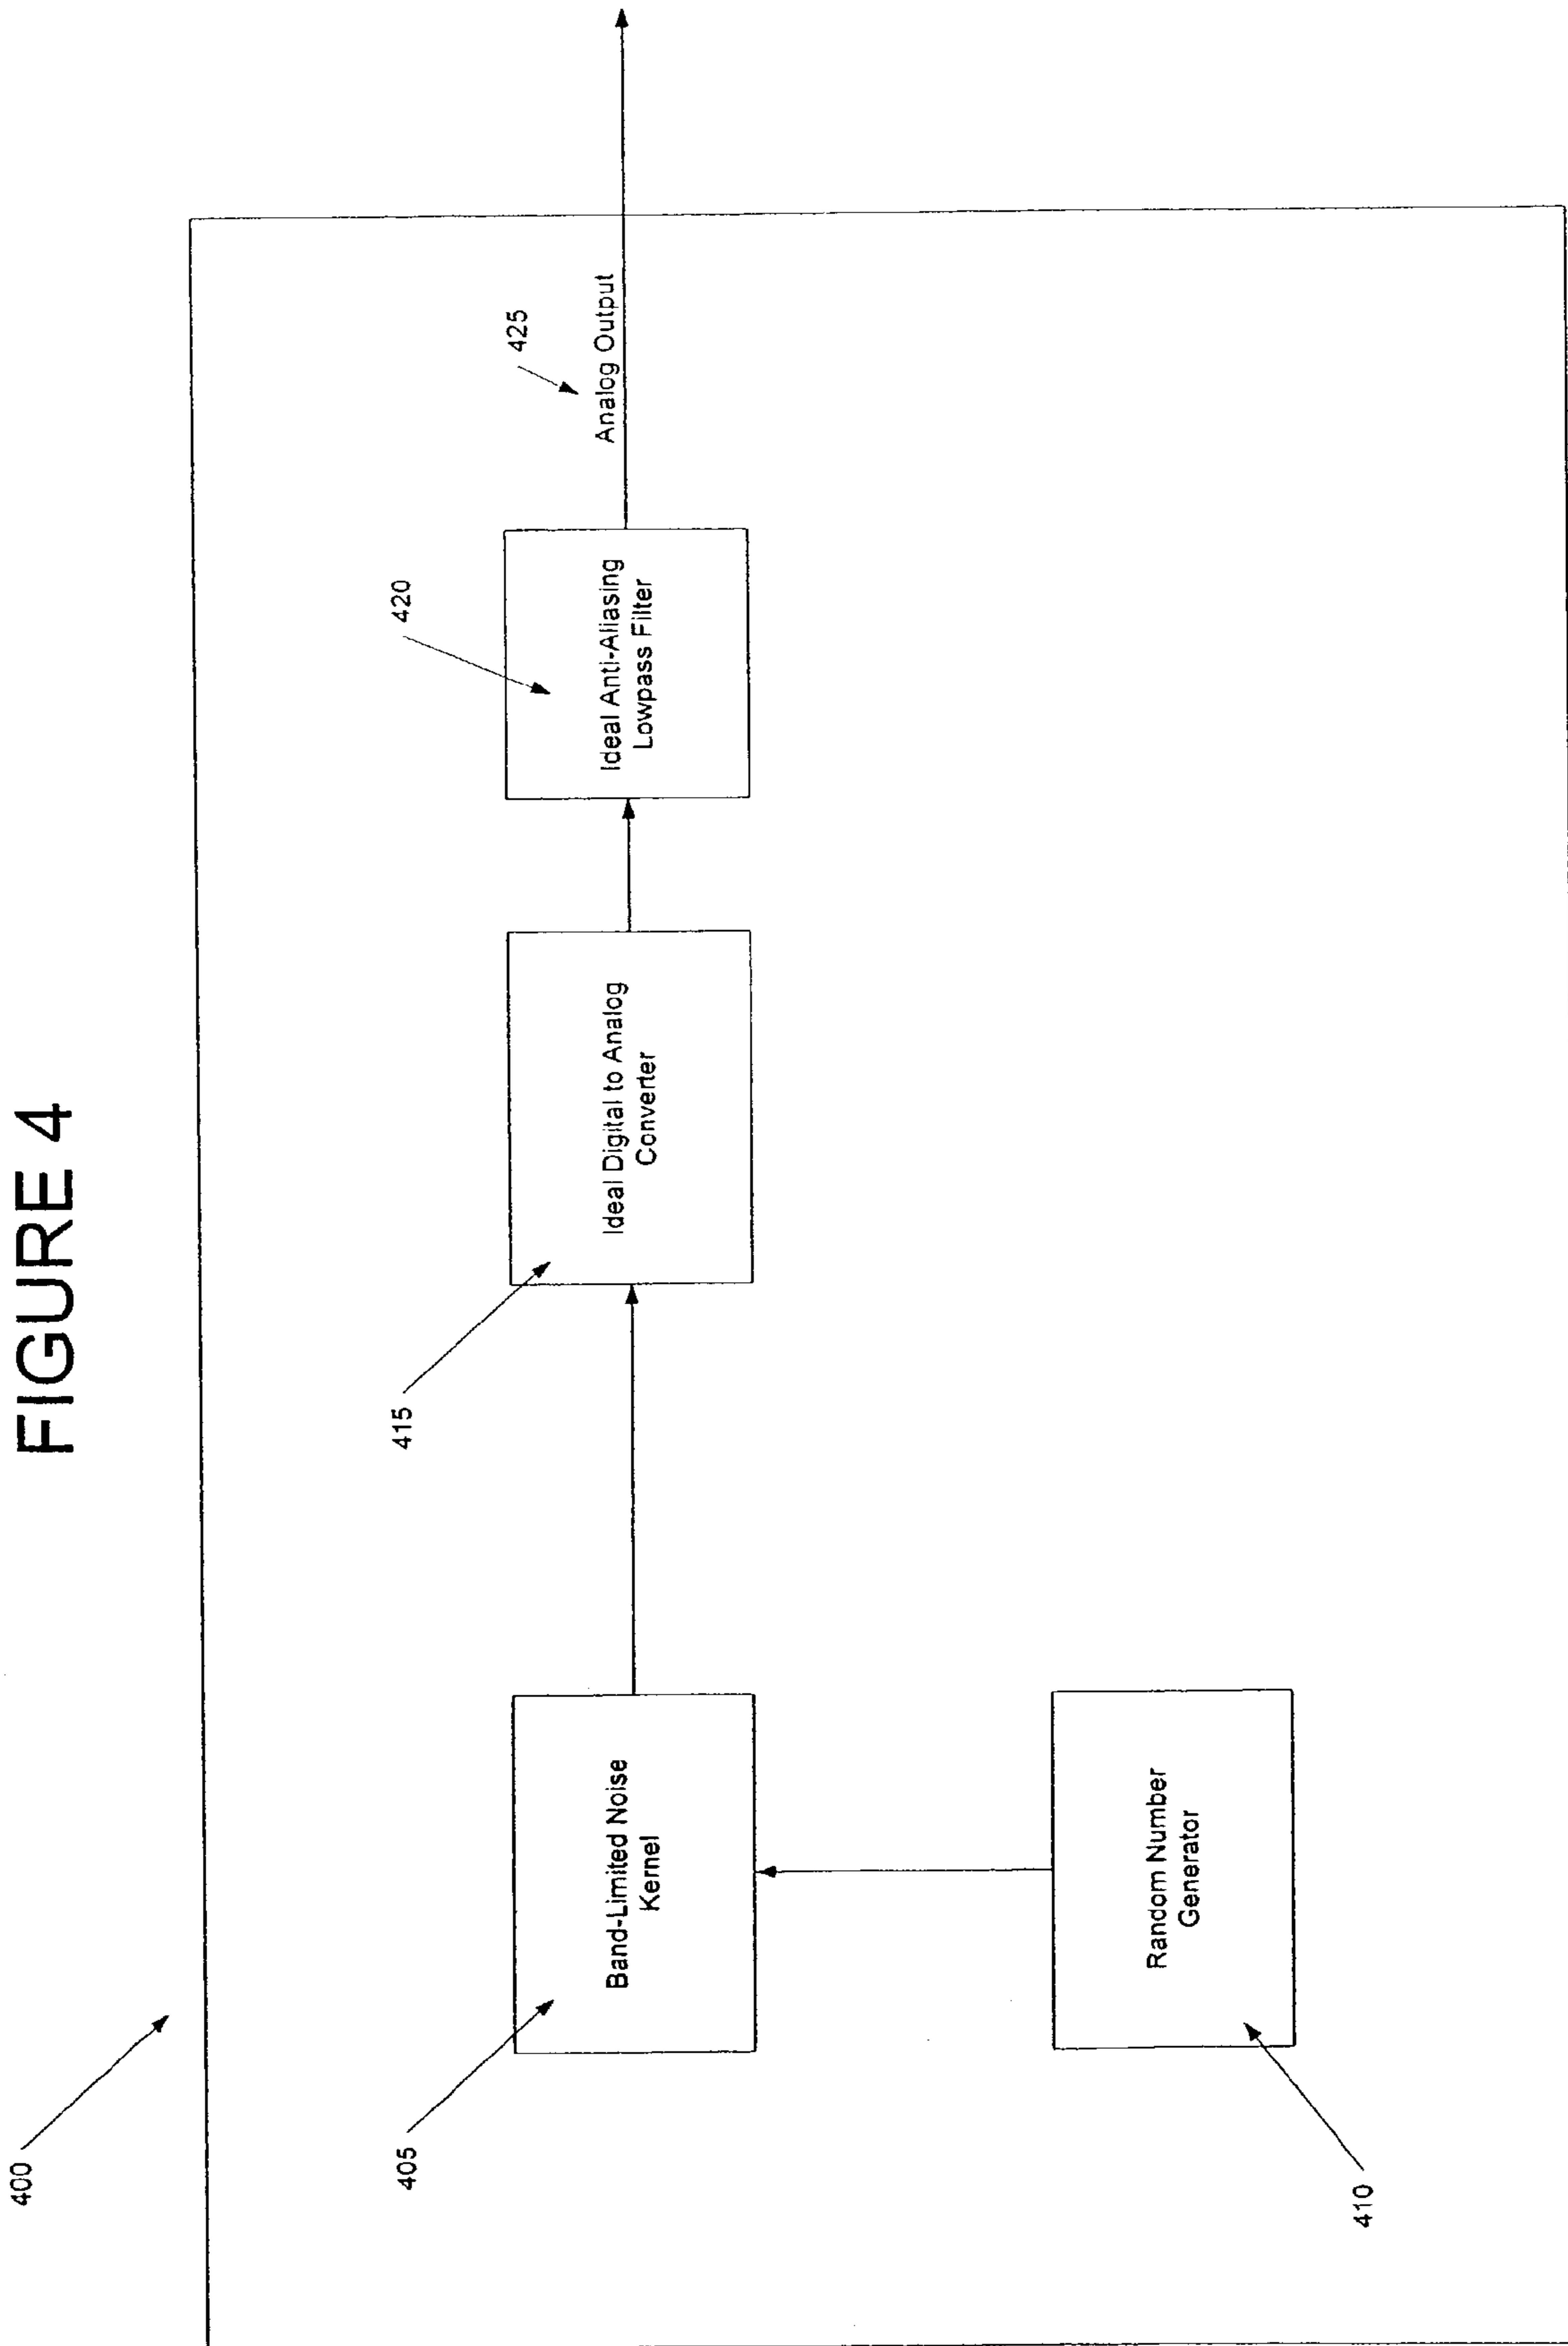 FIGURE 4
400
405
Band-Limited Noise
Kernel
410
Random Number
Generator
415
Ideal Digital to Analog
Converter
420
Ideal Anti-Aliasing
Lowpass Filter
425
Analog Output